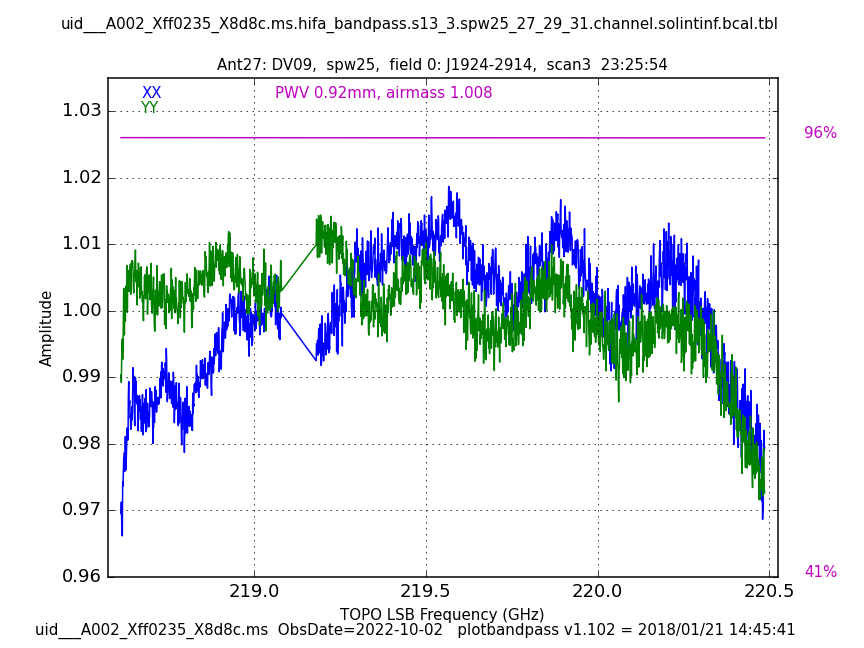 uid___A002_Xff0235_X8d8c.ms.hifa_bandpass.s13_3.spw25_27_29_31.channel.solintinf.bcal.tbl
Ant27: DV09,  spw25,  field 0: J1924-2914,  scan3  23:25:54
XX
PWV 0.92mm, airmass 1.008
YY
96%
41%
1.03
1.02
1.01
1.00
0.99
0.98
0.97
0.96
Amplitude
219.0
219.5
220.0
220.5
TOPO LSB Frequency (GHz)
uid___A002_Xff0235_X8d8c.ms  ObsDate=2022-10-02   plotbandpass v1.102 = 2018/01/21 14:45:41